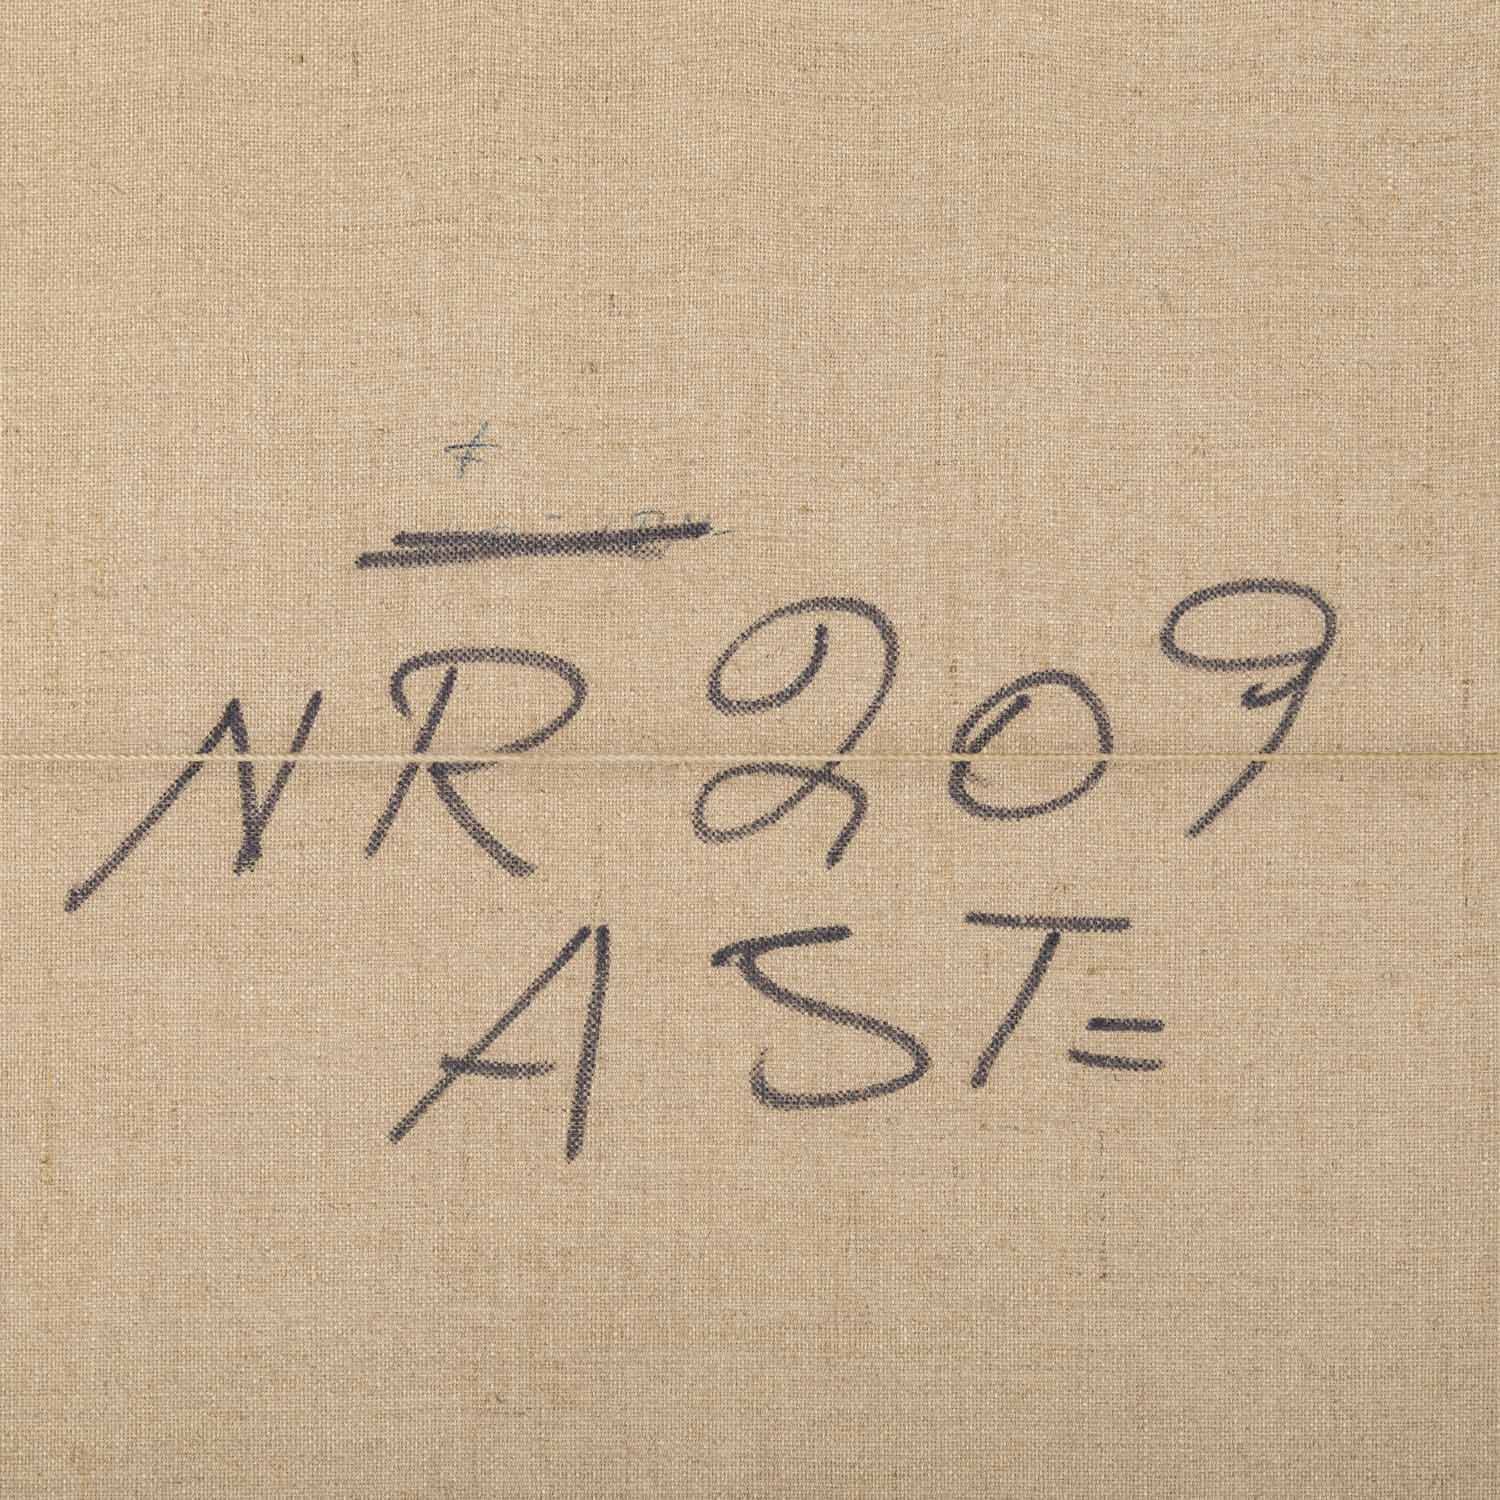 +
NR 209
AST=